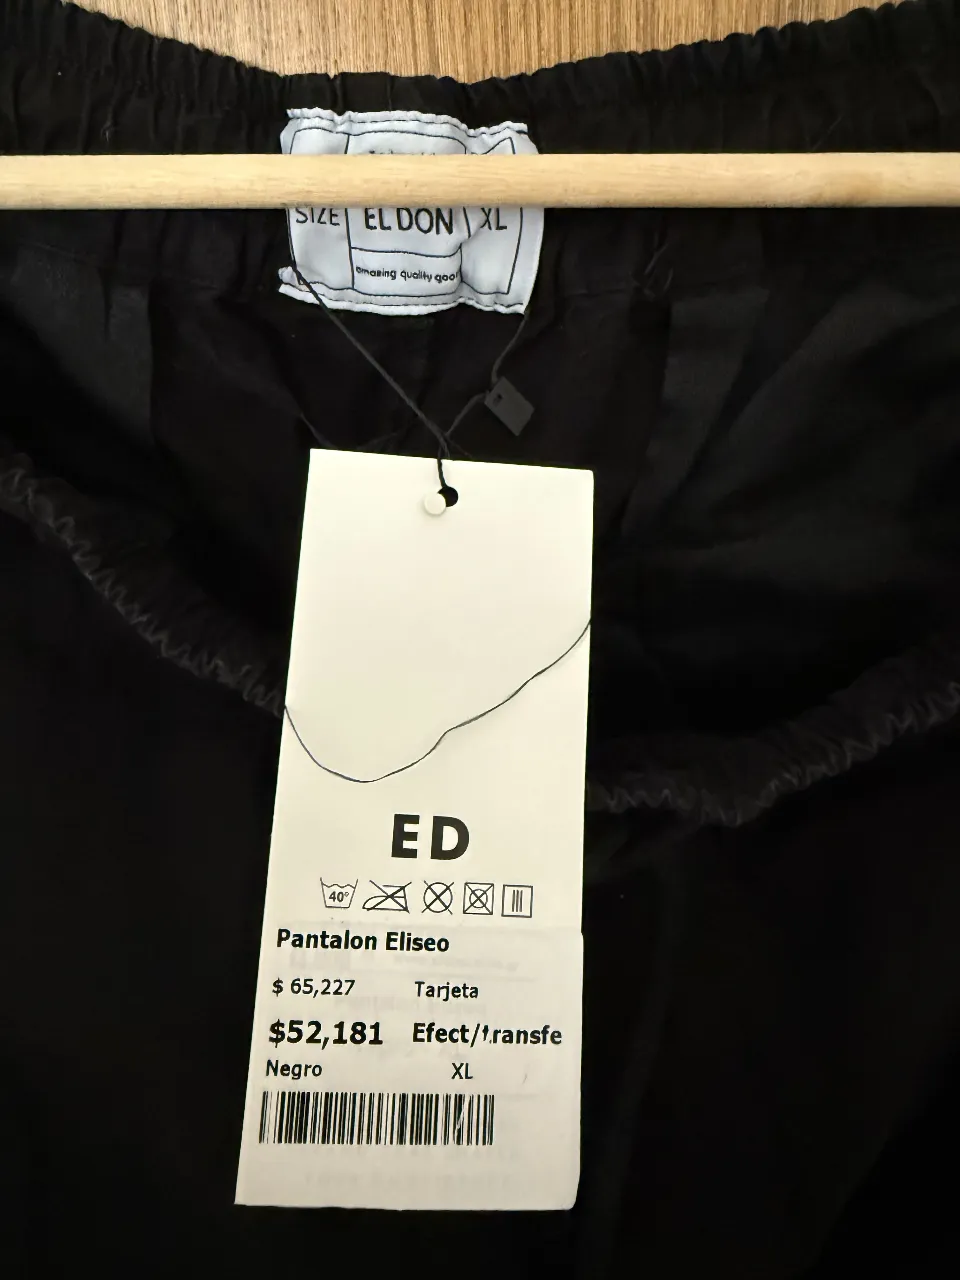 SIZE EL DON XL
amazing quality goo
ED
40°
Pantalon Eliseo
$ 65,227 Tarjeta
$52,181 Efect/transfe
Negro XL